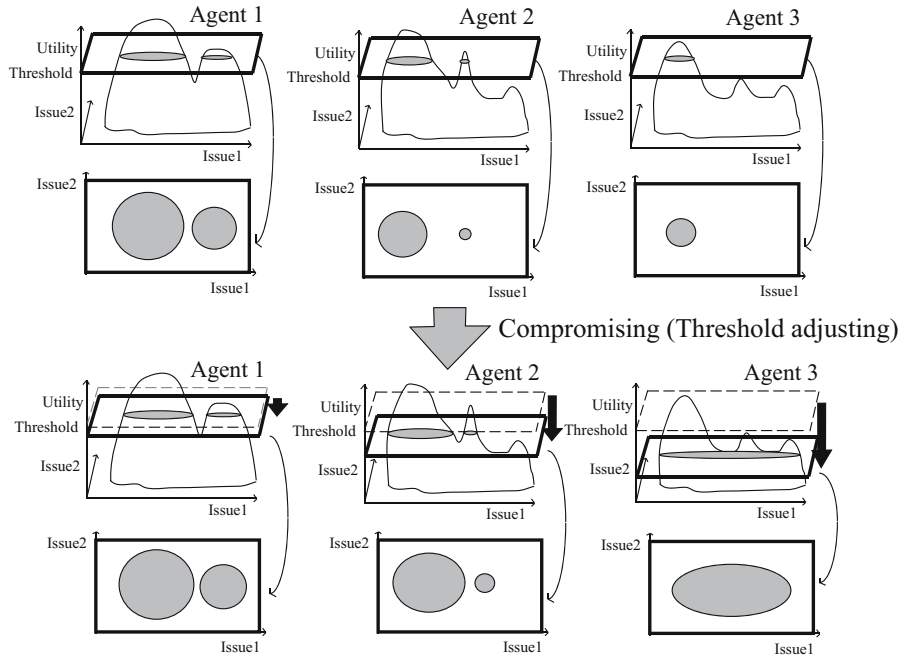 Agent 1
Utility
Threshold
Issue2
Issue1
Issue2
Issue1
Agent 2
Utility
Threshold
Issue2
Issue1
Issue2
Issue1
Agent 3
Utility
Threshold
Issue2
Issue1
Issue2
Issue1
Compromising (Threshold adjusting)
Agent 1
Utility
Threshold
Issue2
Issue1
Issue2
Issue1
Agent 2
Utility
Threshold
Issue2
Issue1
Issue2
Issue1
Agent 3
Utility
Threshold
Issue2
Issue1
Issue2
Issue1